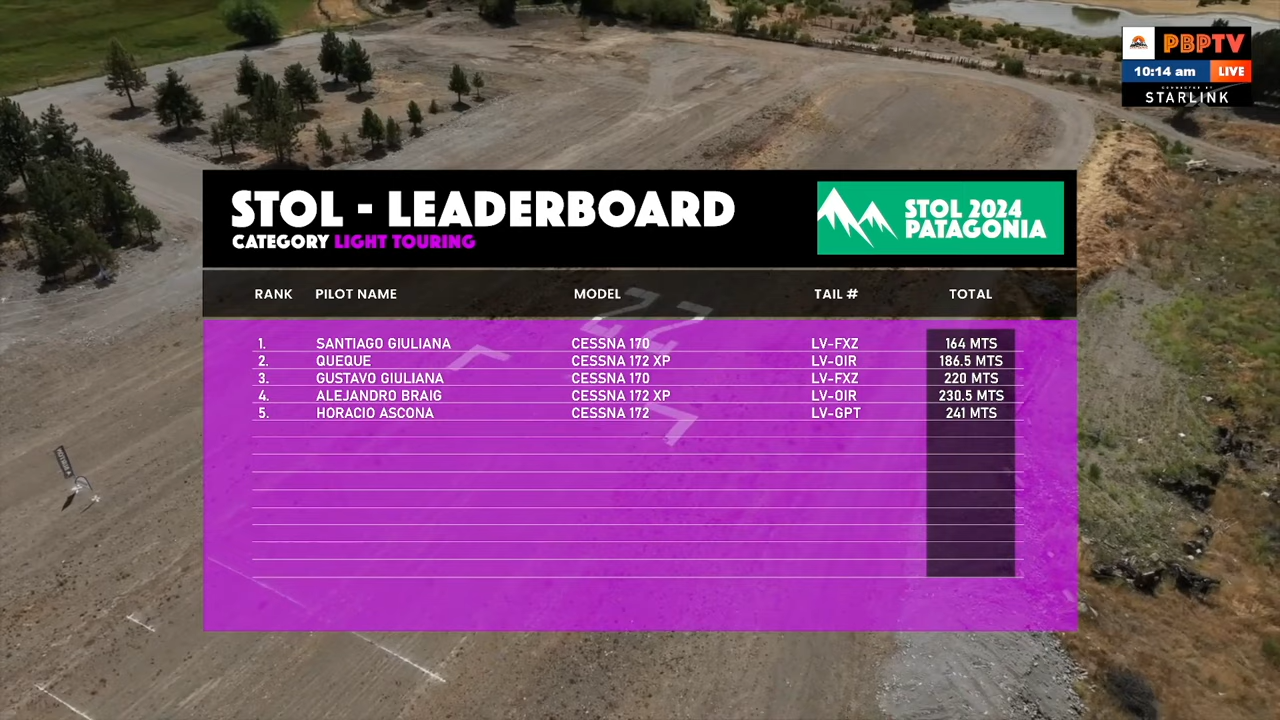 PBPTV
10:14 am LIVE
STARLINK
STOL - LEADERBOARD
CATEGORY LIGHT TOURING
STOL 2024
PATAGONIA
RANK PILOT NAME MODEL TAIL # TOTAL
1. SANTIAGO GIULIANA CESSNA 170 LV-FXZ 164 MTS
2. QUEQUE CESSNA 172 XP LV-OIR 186.5 MTS
3. GUSTAVO GIULIANA CESSNA 170 LV-FXZ 220 MTS
4. ALEJANDRO BRAIG CESSNA 172 XP LV-OIR 230.5 MTS
5. HORACIO ASCONA CESSNA 172 LV-GPT 241 MTS
22